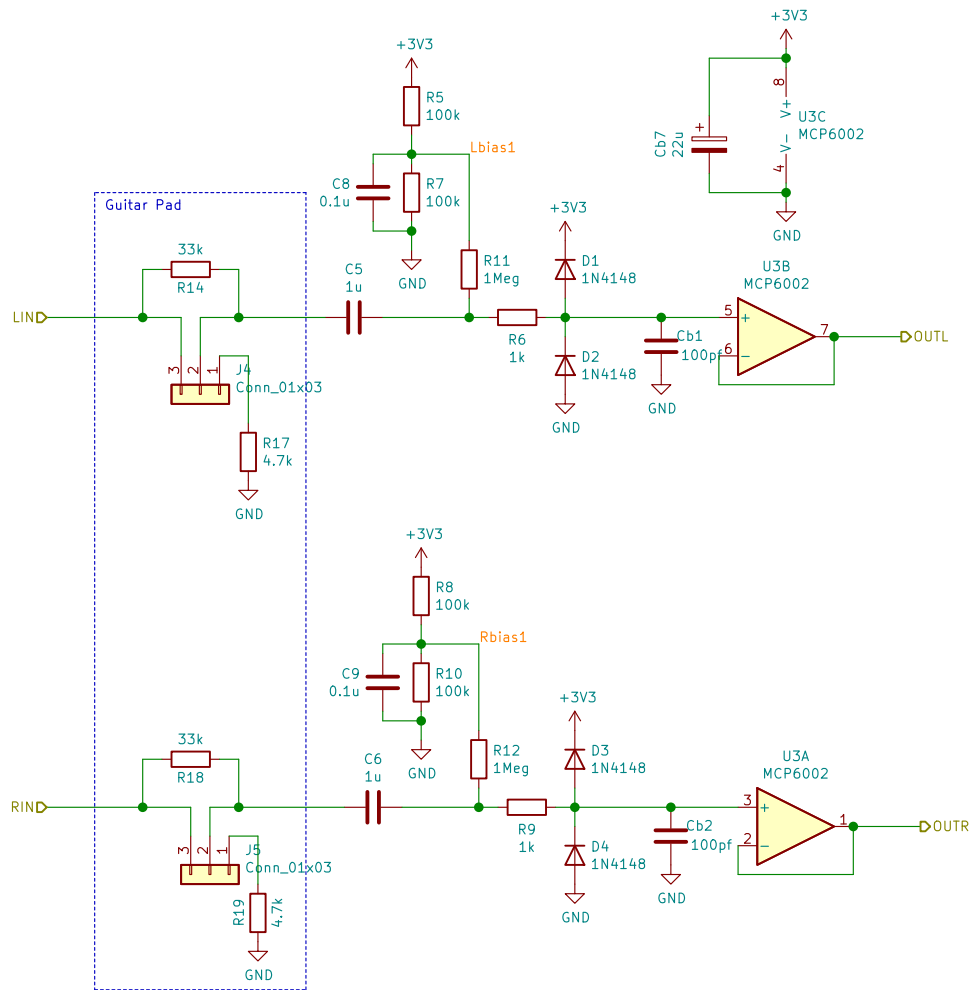 +3V3
+3V3
R5
100k
8
V+
U3C
MCP6002
V-
4
+
Cb7
22u
GND
Lbias1
C8
0.1u
R7
100k
GND
Guitar Pad
+3V3
33k
R14
C5
1u
R11
1Meg
D1
1N4148
U3B
MCP6002
LIN
R6
1k
5
+
7
OUTL
6
−
Cb1
100pf
D2
1N4148
GND
GND
3
2
1
J4
Conn_01x03
R17
4.7k
GND
+3V3
R8
100k
Rbias1
C9
0.1u
R10
100k
GND
+3V3
33k
R18
C6
1u
R12
1Meg
D3
1N4148
U3A
MCP6002
RIN
R9
1k
3
+
1
OUTR
2
−
Cb2
100pf
D4
1N4148
GND
GND
3
2
1
J5
Conn_01x03
R19
4.7k
GND